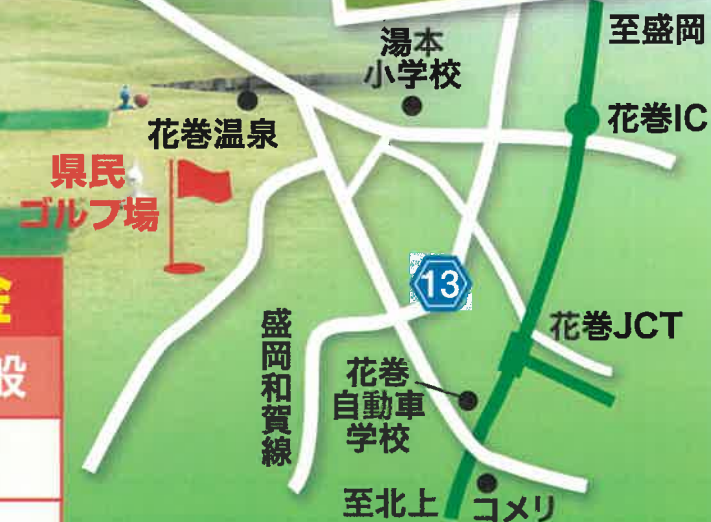 至盛岡
湯本
小学校
花巻IC
花巻温泉
県民
ゴルフ場
13
金
般
花巻JCT
盛岡和賀線
花巻
自動車
学校
至北上
コメリ